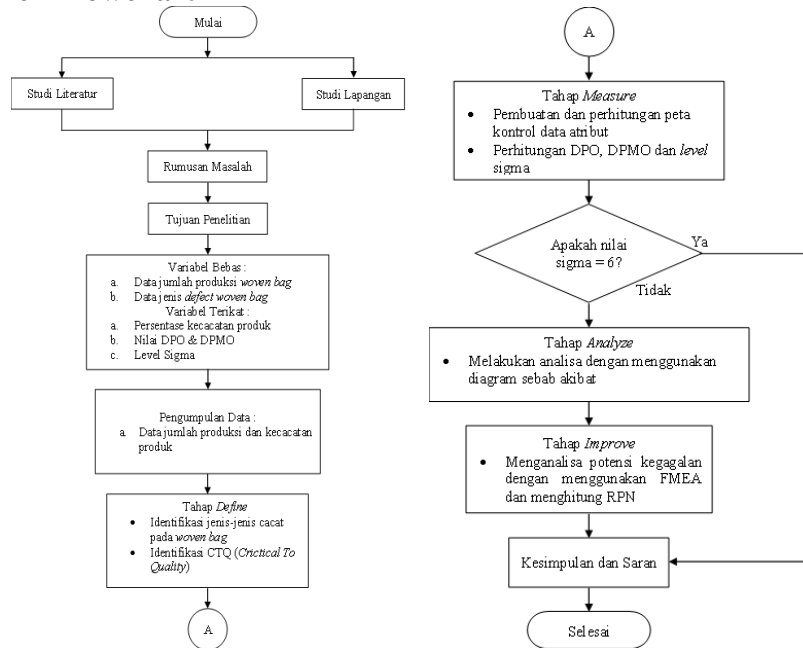 Mulai
Studi Literatur
Studi Lapangan
Rumusan Masalah
Tujuan Penelitian
Variabel Bebas :
a. Data jumlah produksi woven bag
b. Data jenis defect woven bag
Variabel Terikat :
a. Persentase kecacatan produk
b. Nilai DPO & DPMO
c. Level Sigma
Pengumpulan Data :
a. Data jumlah produksi dan kecacatan
produk
Tahap Define
• Identifikasi jenis-jenis cacat
pada woven bag
• Identifikasi CTQ (Crictical To
Quality)
A
A
Tahap Measure
• Pembuatan dan perhitungan peta
kontrol data atribut
• Perhitungan DPO, DPMO dan level
sigma
Apakah nilai
sigma = 6?
Ya
Tidak
Tahap Analyze
• Melakukan analisa dengan menggunakan
diagram sebab akibat
Tahap Improve
• Menganalisa potensi kegagalan
dengan menggunakan FMEA
dan menghitung RPN
Kesimpulan dan Saran
Selesai